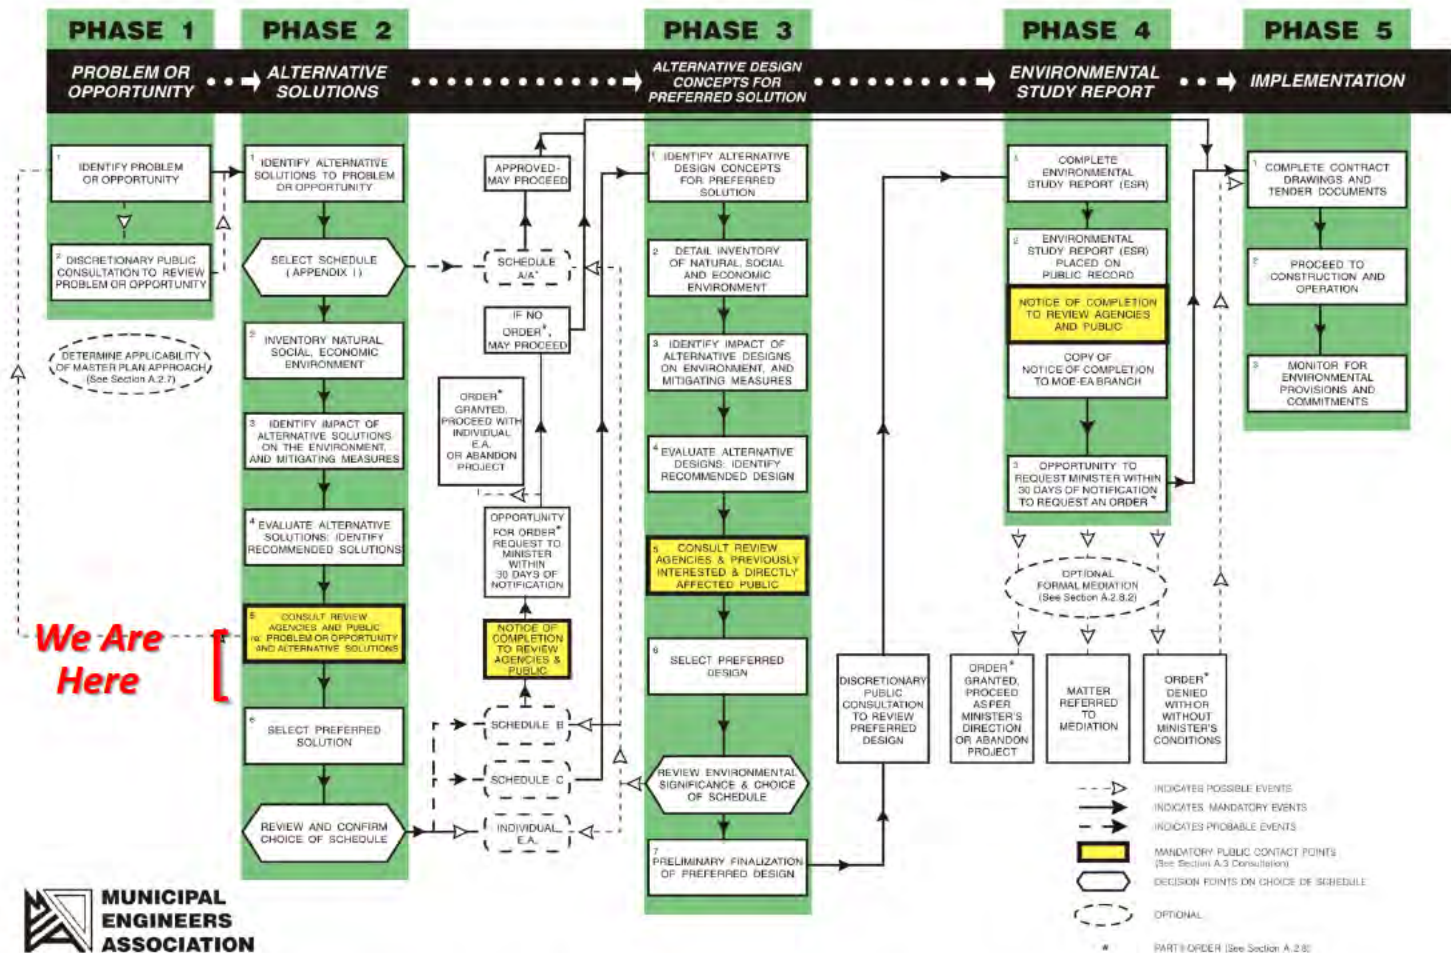 PHASE 1
PHASE 2
PHASE 3
PHASE 4
PHASE 5
PROBLEM OR
OPPORTUNITY
ALTERNATIVE
SOLUTIONS
ALTERNATIVE DESIGN
CONCEPTS FOR
PREFERRED SOLUTION
ENVIRONMENTAL
STUDY REPORT
IMPLEMENTATION
1
IDENTIFY PROBLEM
OR OPPORTUNITY
2 DISCRETIONARY PUBLIC
CONSULTATION TO REVIEW
PROBLEM OR OPPORTUNITY
DETERMINE APPLICABILITY
OF MASTER PLAN APPROACH
(See Section A.2.7)
1
IDENTIFY ALTERNATIVE
SOLUTIONS TO PROBLEM
OR OPPORTUNITY
SELECT SCHEDULE
(APPENDIX I)
2
INVENTORY NATURAL,
SOCIAL, ECONOMIC
ENVIRONMENT
3 IDENTIFY IMPACT OF
ALTERNATIVE SOLUTIONS
ON THE ENVIRONMENT,
AND MITIGATING MEASURES
4 EVALUATE ALTERNATIVE
SOLUTIONS: IDENTIFY
RECOMMENDED SOLUTIONS
5
CONSULT REVIEW
AGENCIES AND PUBLIC
re: PROBLEM OR OPPORTUNITY
AND ALTERNATIVE SOLUTIONS
We Are
Here
6
SELECT PREFERRED
SOLUTION
REVIEW AND CONFIRM
CHOICE OF SCHEDULE
APPROVED-
MAY PROCEED
SCHEDULE
A/A+
IF NO
ORDER*,
MAY PROCEED
ORDER*
GRANTED,
PROCEED WITH
INDIVIDUAL
E.A.
OR ABANDON
PROJECT
OPPORTUNITY
FOR ORDER*
REQUEST TO
MINISTER
WITHIN
30 DAYS OF
NOTIFICATION
NOTICE OF
COMPLETION
TO REVIEW
AGENCIES &
PUBLIC
SCHEDULE B
SCHEDULE C
INDIVIDUAL
E.A.
1
IDENTIFY ALTERNATIVE
DESIGN CONCEPTS
FOR PREFERRED
SOLUTION
2
DETAIL INVENTORY
OF NATURAL, SOCIAL
AND ECONOMIC
ENVIRONMENT
3 IDENTIFY IMPACT OF
ALTERNATIVE DESIGNS
ON ENVIRONMENT, AND
MITIGATING MEASURES
4
EVALUATE ALTERNATIVE
DESIGNS: IDENTIFY
RECOMMENDED DESIGN
5
CONSULT REVIEW
AGENCIES & PREVIOUSLY
INTERESTED & DIRECTLY
AFFECTED PUBLIC
6
SELECT PREFERRED
DESIGN
REVIEW ENVIRONMENTAL
SIGNIFICANCE & CHOICE
OF SCHEDULE
7
PRELIMINARY FINALIZATION
OF PREFERRED DESIGN
DISCRETIONARY
PUBLIC
CONSULTATION
TO REVIEW
PREFERRED
DESIGN
1
COMPLETE
ENVIRONMENTAL
STUDY REPORT (ESR)
2
ENVIRONMENTAL
STUDY REPORT (ESR)
PLACED ON
PUBLIC RECORD
NOTICE OF COMPLETION
TO REVIEW AGENCIES
AND PUBLIC
COPY OF
NOTICE OF COMPLETION
TO MOE-EA BRANCH
3
OPPORTUNITY TO
REQUEST MINISTER WITHIN
30 DAYS OF NOTIFICATION
TO REQUEST AN ORDER*
OPTIONAL
FORMAL MEDIATION
(See Section A.2.8.2)
ORDER*
GRANTED,
PROCEED
AS PER
MINISTER'S
DIRECTION
OR ABANDON
PROJECT
MATTER
REFERRED
TO
MEDIATION
ORDER*
DENIED
WITH OR
WITHOUT
MINISTER'S
CONDITIONS
1
COMPLETE CONTRACT
DRAWINGS AND
TENDER DOCUMENTS
2
PROCEED TO
CONSTRUCTION AND
OPERATION
3
MONITOR FOR
ENVIRONMENTAL
PROVISIONS AND
COMMITMENTS
INDICATES POSSIBLE EVENTS
INDICATES MANDATORY EVENTS
INDICATES PROBABLE EVENTS
MANDATORY PUBLIC CONTACT POINTS
(See Section A.3 Consultation)
DECISION POINTS ON CHOICE OF SCHEDULE
OPTIONAL
* PART II ORDER (See Section A.2.8)
MUNICIPAL
ENGINEERS
ASSOCIATION